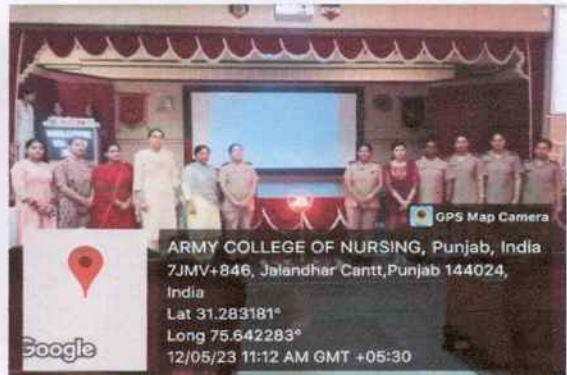 WELCOME
GPS Map Camera
ARMY COLLEGE OF NURSING, Punjab, India
7JMV+846, Jalandhar Cantt,Punjab 144024,
India
Lat 31.283181°
Long 75.642283°
12/05/23 11:12 AM GMT +05:30
Google